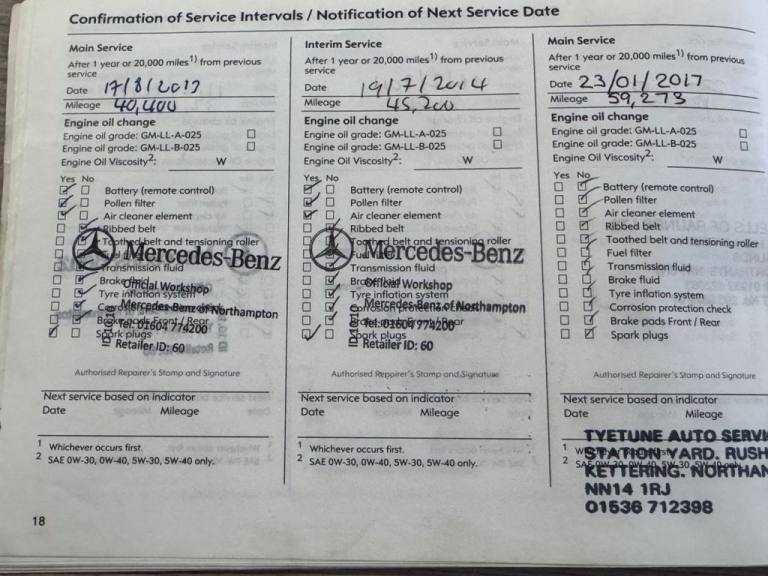 Confirmation of Service Intervals / Notification of Next Service Date
Main Service
After 1 year or 20,000 miles1) from previous
service
Date 17/8/2013
Mileage 40,400
Engine oil change
Engine oil grade: GM-LL-A-025
Engine oil grade: GM-LL-B-025
Engine Oil Viscosity2: W
Yes No
Battery (remote control)
Pollen filter
Air cleaner element
Ribbed belt
Toothed belt and tensioning roller
Fuel
Transmission fluid
Brake fluid
Tyre inflation system
Brake pads Front / Rear
Spark plugs
Mercedes-Benz
Official Workshop
Mercedes-Benz of Northampton
Tel: 01604 774200
Retailer ID: 60
Authorised Repairer's Stamp and Signature
Next service based on indicator
Date Mileage
1 Whichever occurs first.
2 SAE 0W-30, 0W-40, 5W-30, 5W-40 only.
18
Interim Service
After 1 year or 20,000 miles1) from previous
service
Date 19/7/2014
Mileage 45,200
Engine oil change
Engine oil grade: GM-LL-A-025
Engine oil grade: GM-LL-B-025
Engine Oil Viscosity2: W
Yes No
Battery (remote control)
Pollen filter
Air cleaner element
Ribbed belt
Toothed belt and tensioning roller
Transmission fluid
Tyre inflation system
Corrosion protection check
Spark plugs
Mercedes-Benz
Official Workshop
Mercedes-Benz of Northampton
Tel: 01604 774200
Retailer ID: 60
Authorised Repairer's Stamp and Signature
Next service based on indicator
Date Mileage
1 Whichever occurs first.
2 SAE 0W-30, 0W-40, 5W-30, 5W-40 only.
Main Service
After 1 year or 20,000 miles1) from previous
service
Date 23/01/2017
Mileage 59,273
Engine oil change
Engine oil grade: GM-LL-A-025
Engine oil grade: GM-LL-B-025
Engine Oil Viscosity2: W
Yes No
Battery (remote control)
Pollen filter
Air cleaner element
Ribbed belt
Toothed belt and tensioning roller
Fuel filter
Transmission fluid
Brake fluid
Tyre inflation system
Corrosion protection check
Brake pads Front / Rear
Spark plugs
Authorised Repairer's Stamp and Signature
Next service based on indicator
Date Mileage
TYETUNE AUTO SERVI
STATION YARD. RUSH
KETTERING. NORTHAN
NN14 1RJ
01536 712398